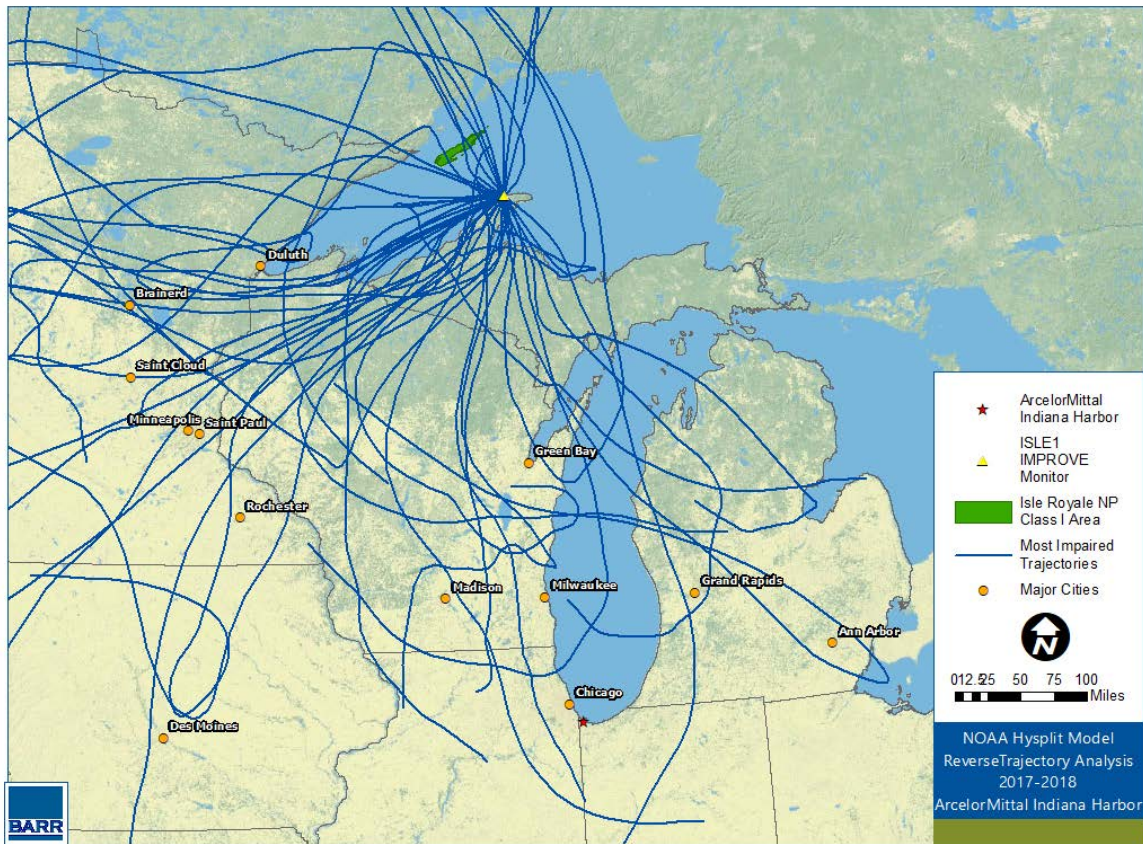 Duluth
Brainerd
Saint Cloud
Minneapolis
Saint Paul
Green Bay
Rochester
Madison
Milwaukee
Grand Rapids
Ann Arbor
Chicago
Des Moines
ArcelorMittal
Indiana Harbor
ISLE1
IMPROVE
Monitor
Isle Royale NP
Class I Area
Most Impaired
Trajectories
Major Cities
N
012.525 50 75 100
Miles
NOAA Hysplit Model
ReverseTrajectory Analysis
2017-2018
ArcelorMittal Indiana Harbor
BARR